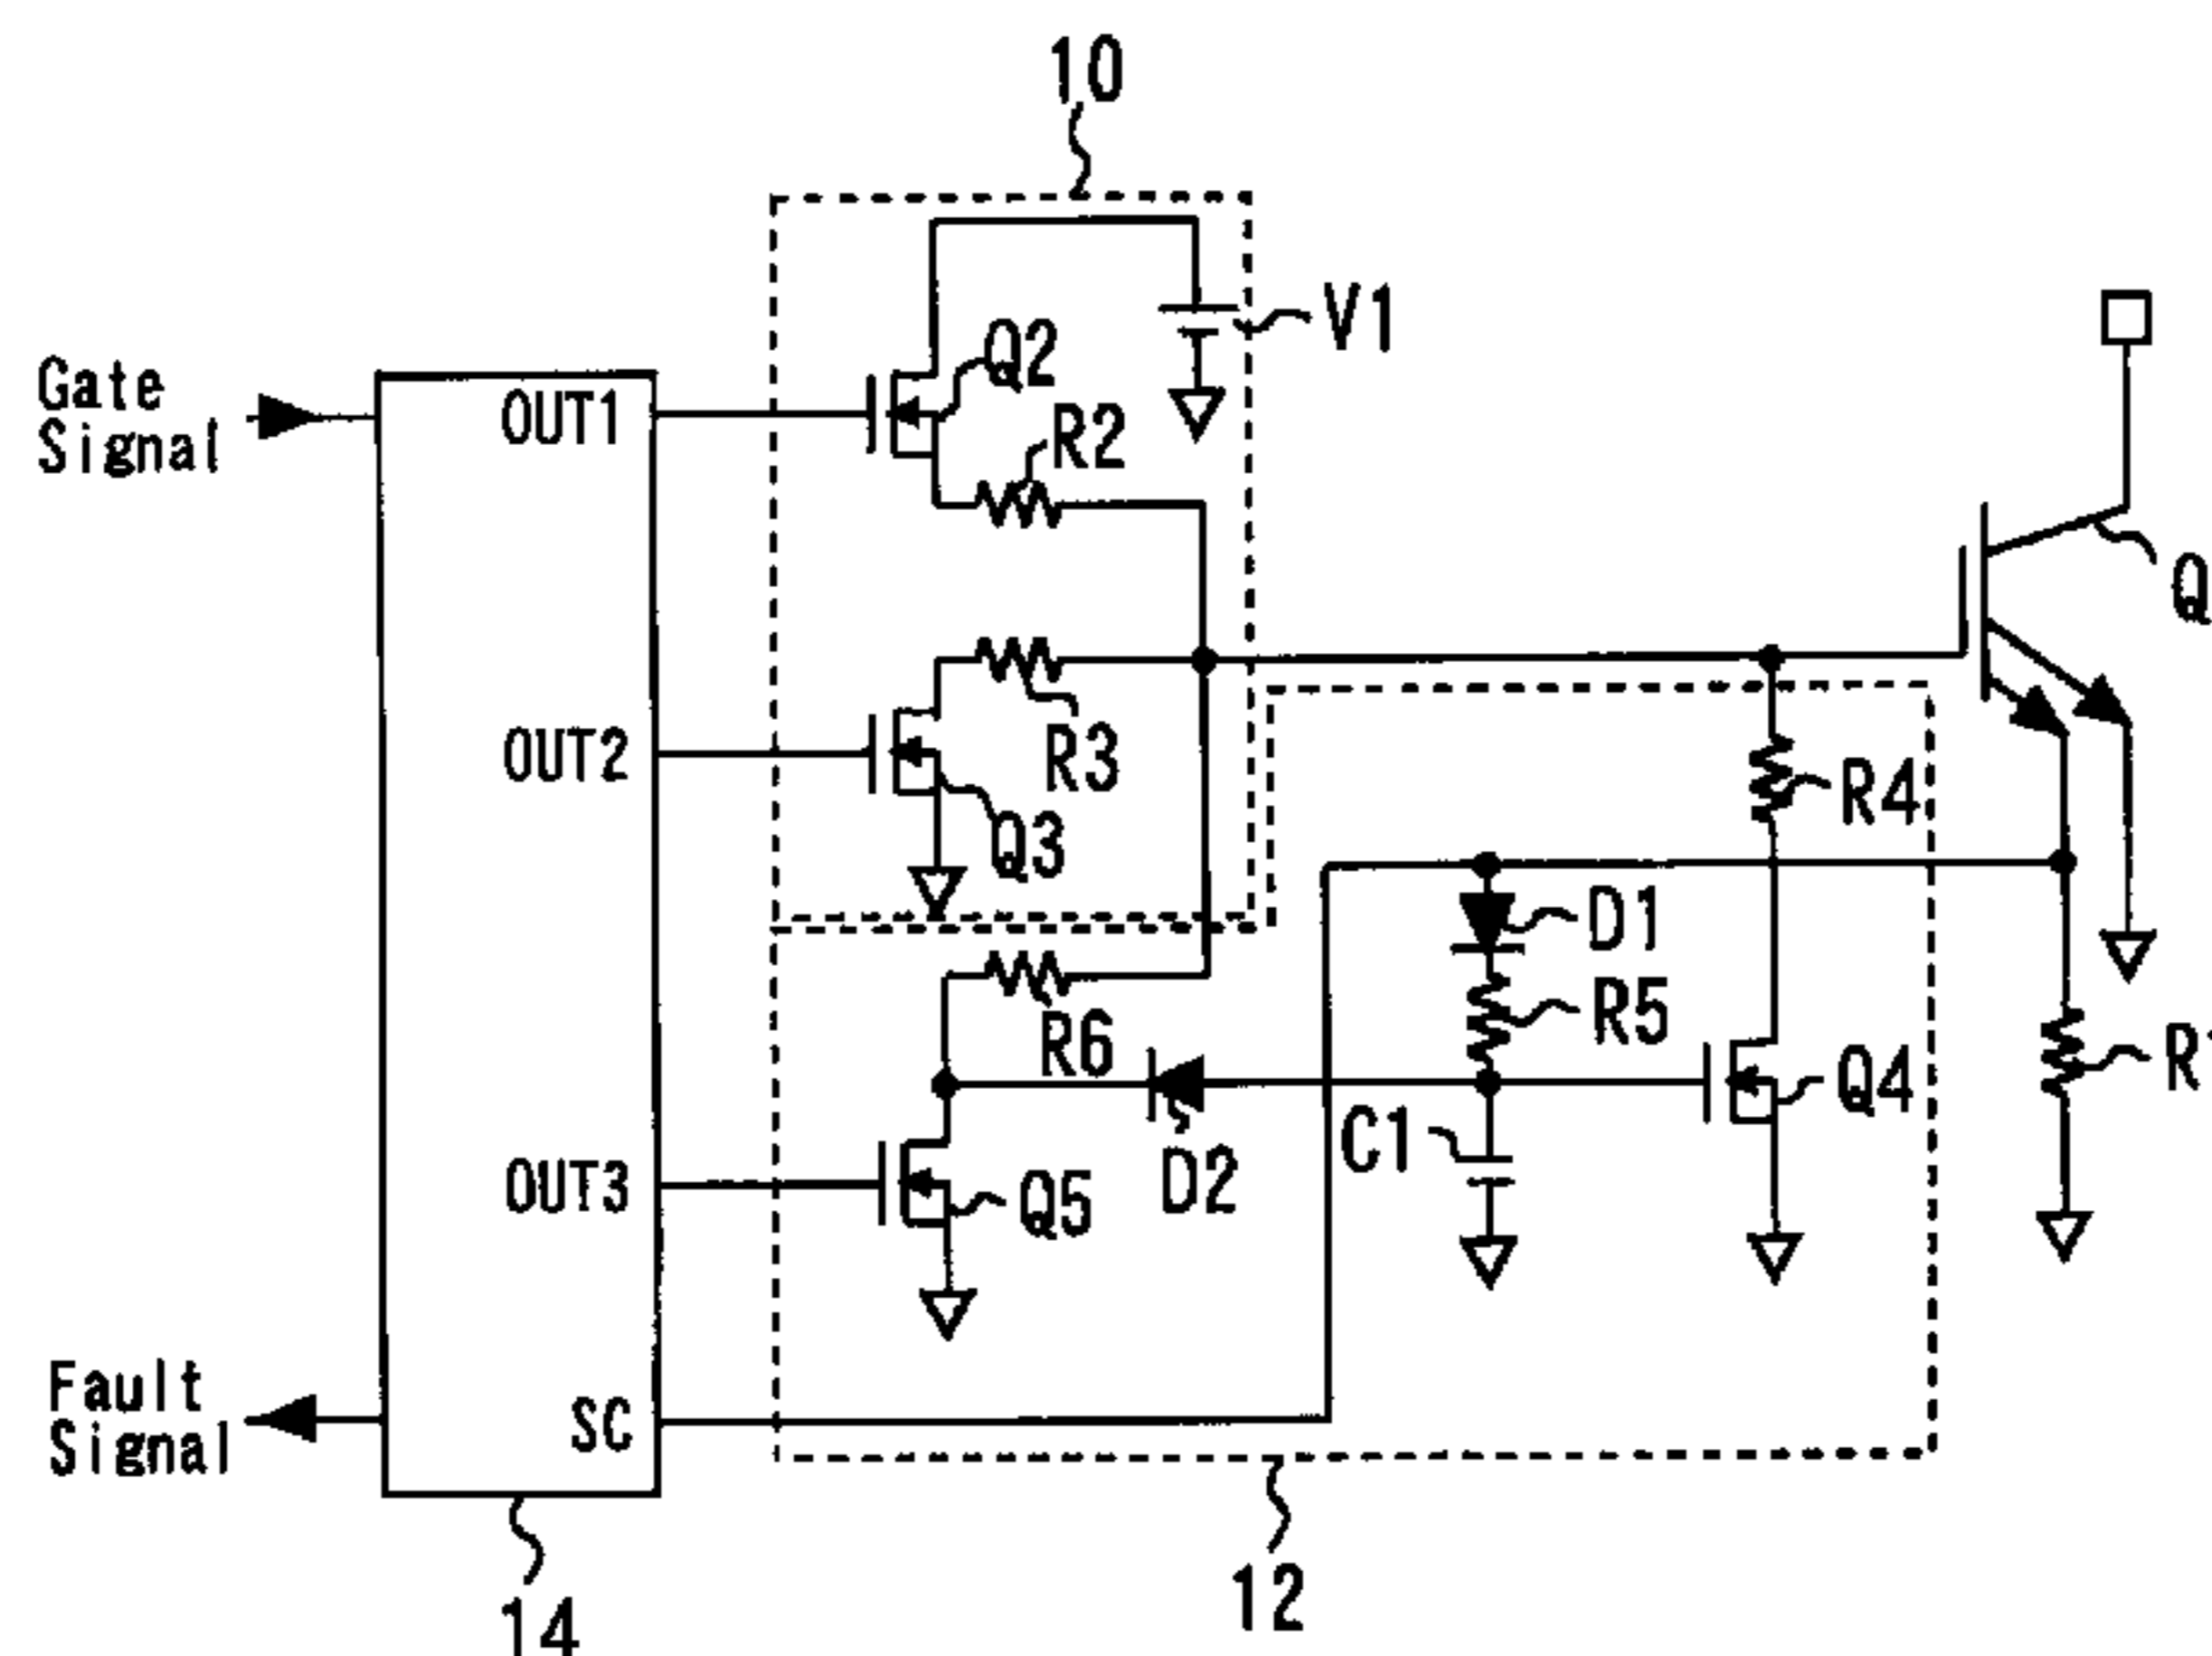 10
V1
Q2
Gate
Signal
OUT1
R2
Q
OUT2
R3
R4
Q3
D1
R5
R6
Q4
C1
D2
OUT3
Q5
Fault
Signal
SC
12
14